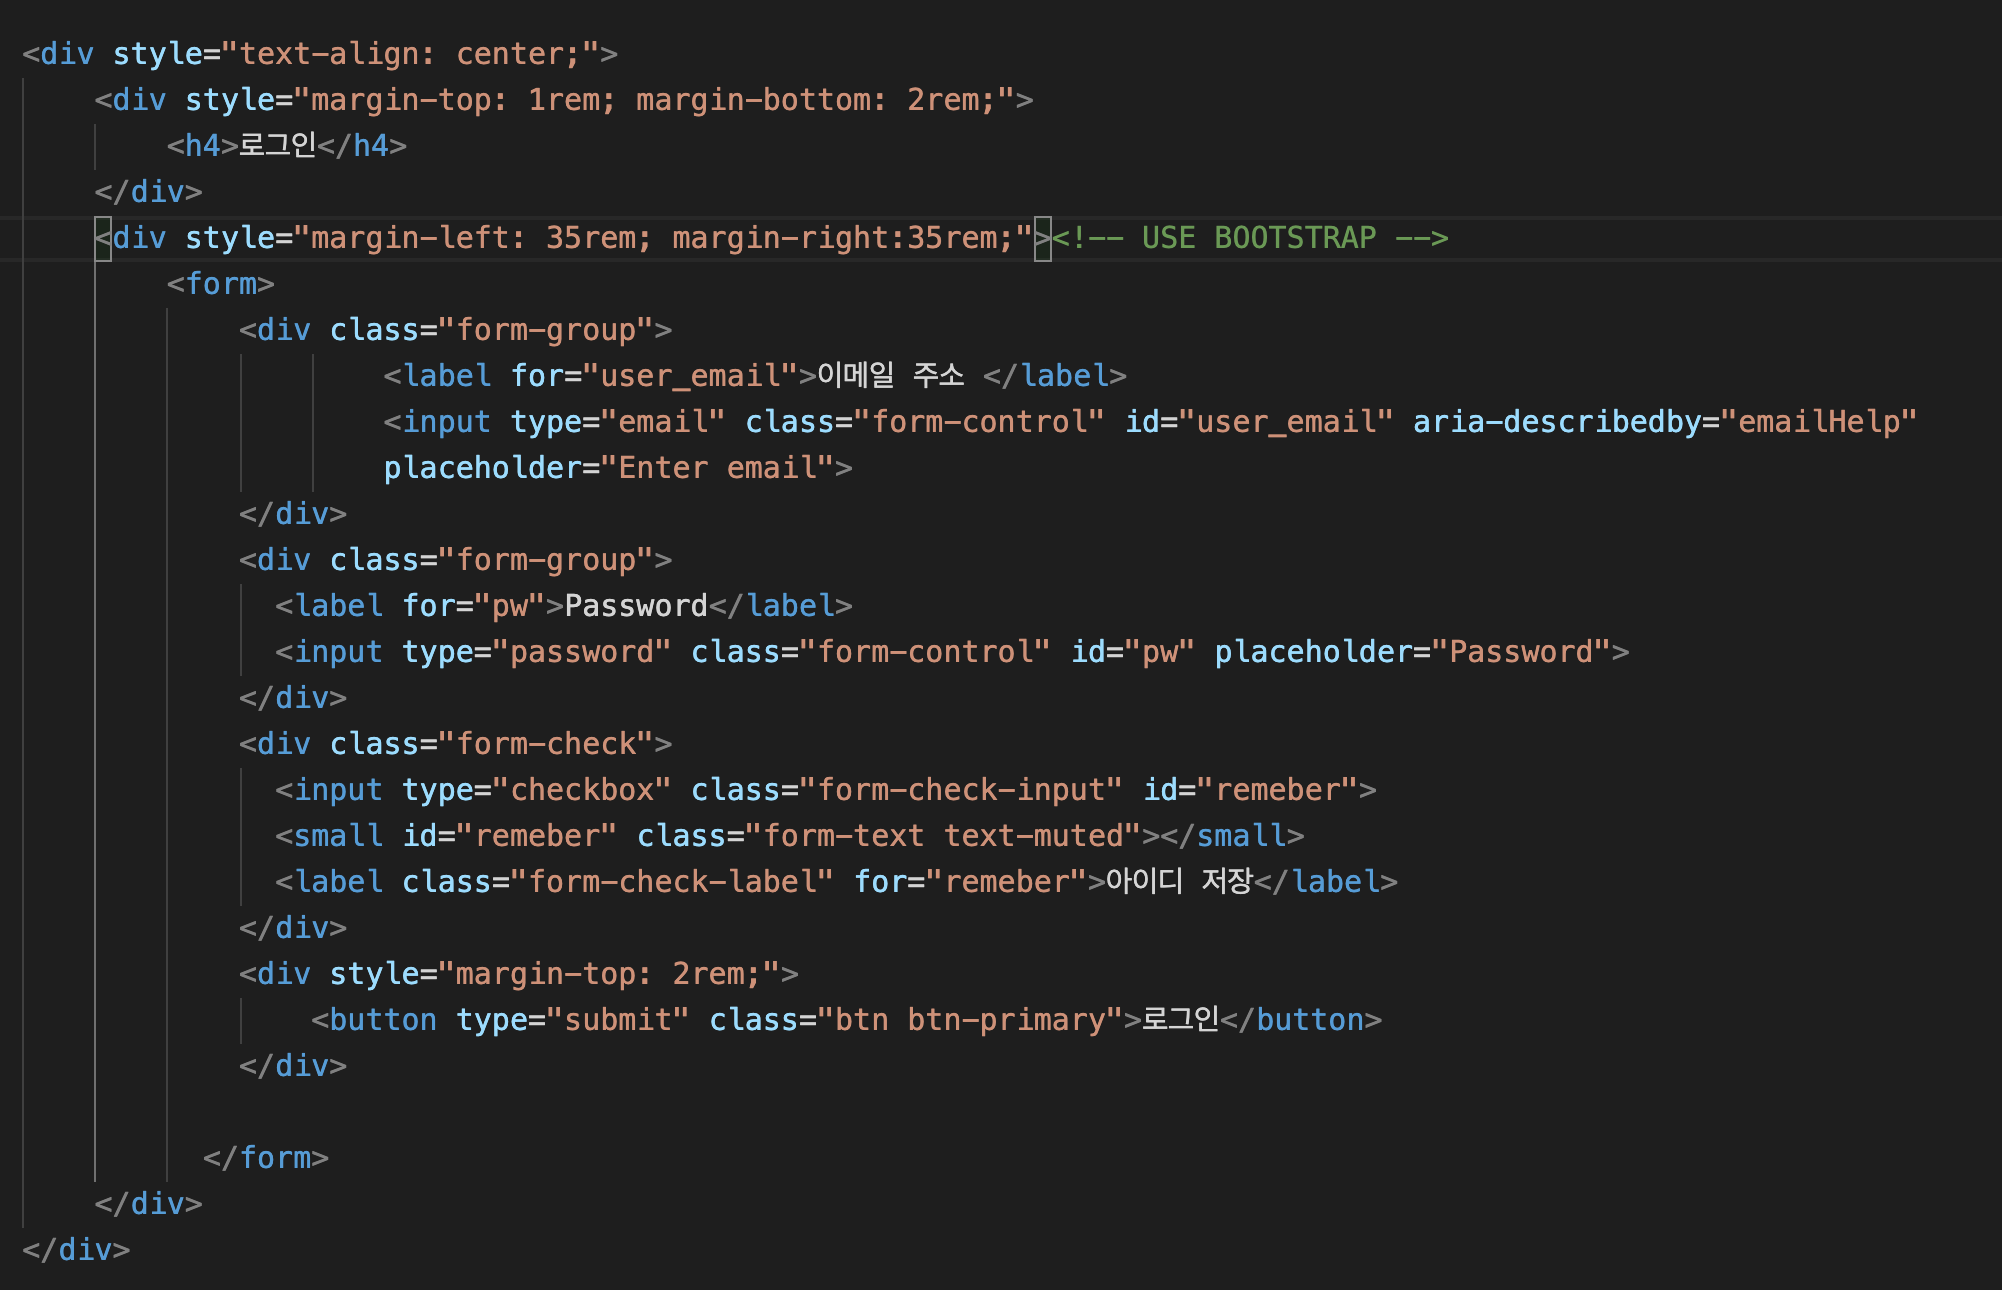 <div style="text-align: center;">
<div style="margin-top: 1rem; margin-bottom: 2rem;">
<h4>로그인</h4>
</div>
<div style="margin-left: 35rem; margin-right:35rem;"><!-- USE BOOTSTRAP -->
<form>
<div class="form-group">
<label for="user_email">이메일 주소 </label>
<input type="email" class="form-control" id="user_email" aria-describedby="emailHelp"
placeholder="Enter email">
</div>
<div class="form-group">
<label for="pw">Password</label>
<input type="password" class="form-control" id="pw" placeholder="Password">
</div>
<div class="form-check">
<input type="checkbox" class="form-check-input" id="remeber">
<small id="remeber" class="form-text text-muted"></small>
<label class="form-check-label" for="remeber">아이디 저장</label>
</div>
<div style="margin-top: 2rem;">
<button type="submit" class="btn btn-primary">로그인</button>
</div>
</form>
</div>
</div>